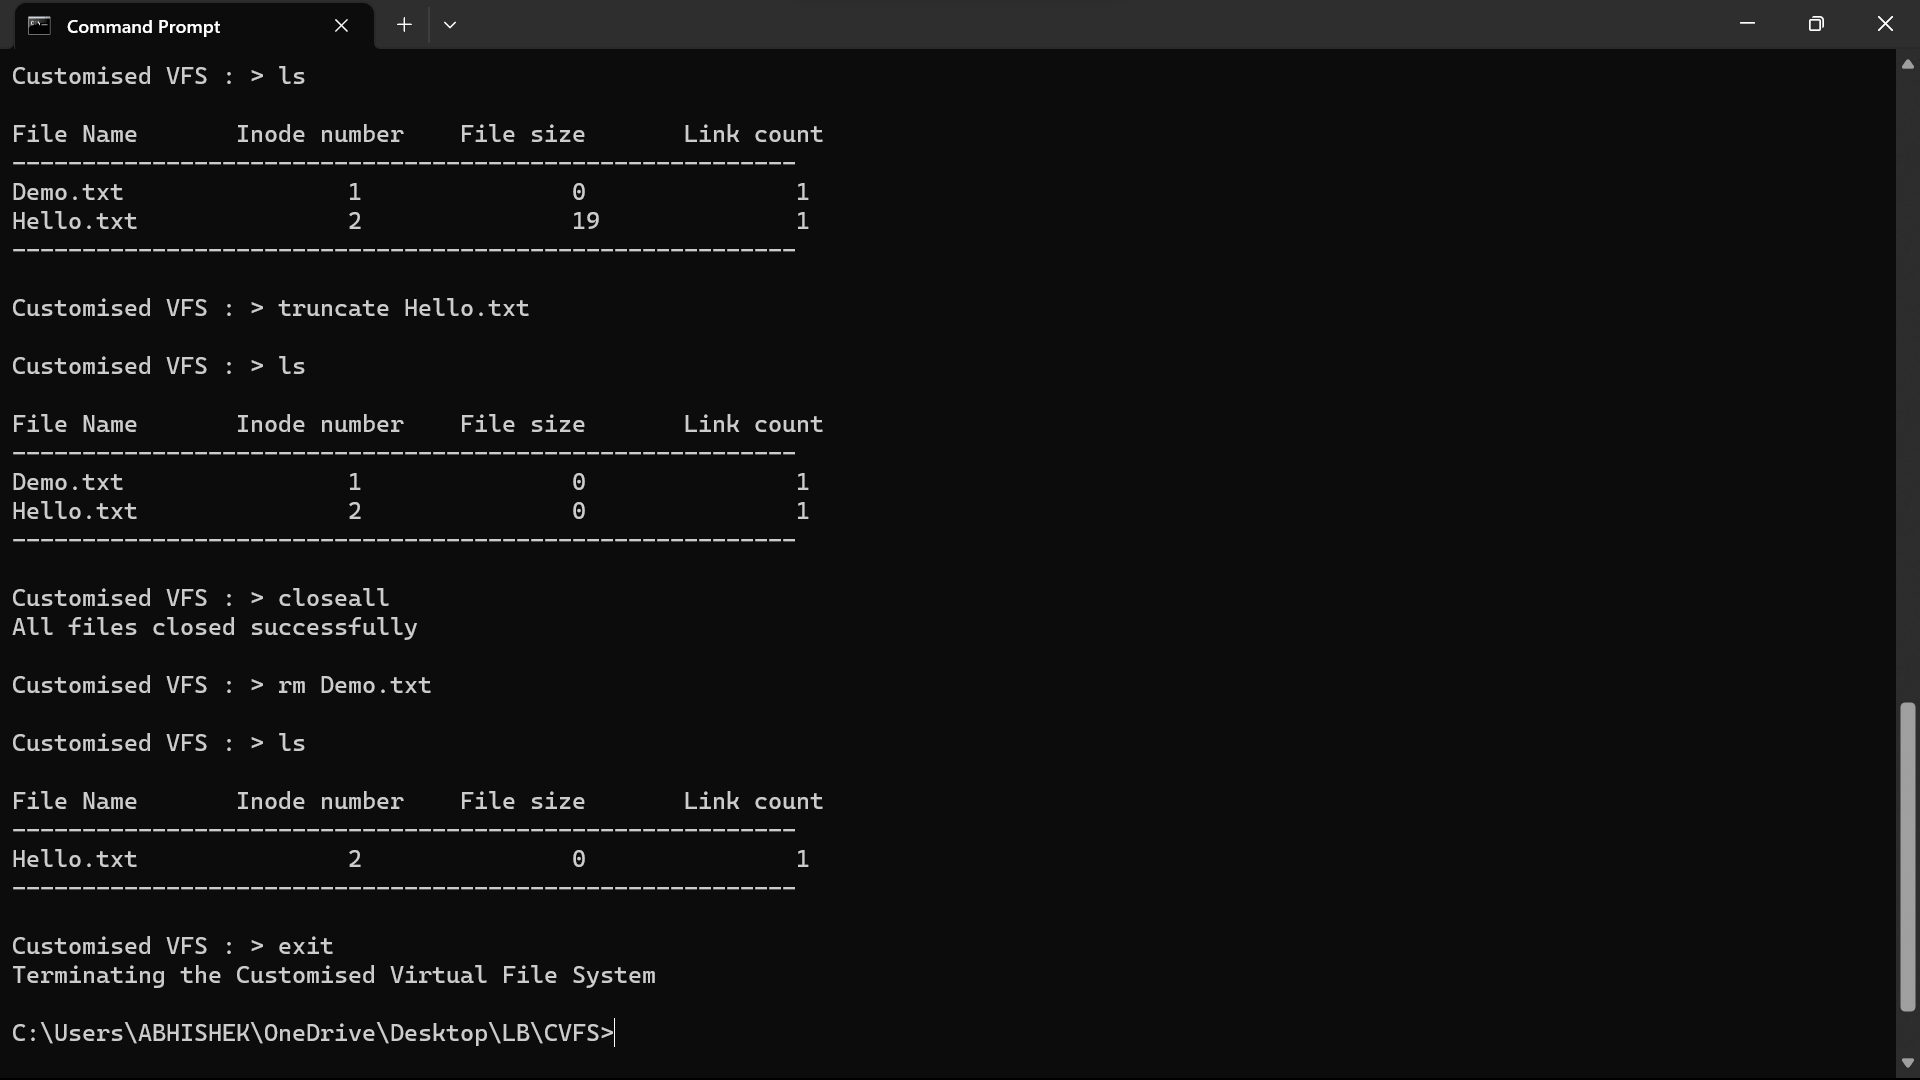 Command Prompt
Customised VFS : > ls
File Name       Inode number    File size       Link count
--------------------------------------------------------
Demo.txt               1               0               1
Hello.txt               2               19              1
--------------------------------------------------------
Customised VFS : > truncate Hello.txt
Customised VFS : > ls
File Name       Inode number    File size       Link count
--------------------------------------------------------
Demo.txt                1               0               1
Hello.txt               2               0               1
--------------------------------------------------------
Customised VFS : > closeall
All files closed successfully
Customised VFS : > rm Demo.txt
Customised VFS : > ls
File Name       Inode number    File size       Link count
--------------------------------------------------------
Hello.txt               2               0               1
--------------------------------------------------------
Customised VFS : > exit
Terminating the Customised Virtual File System
C:\Users\ABHISHEK\OneDrive\Desktop\LB\CVFS>